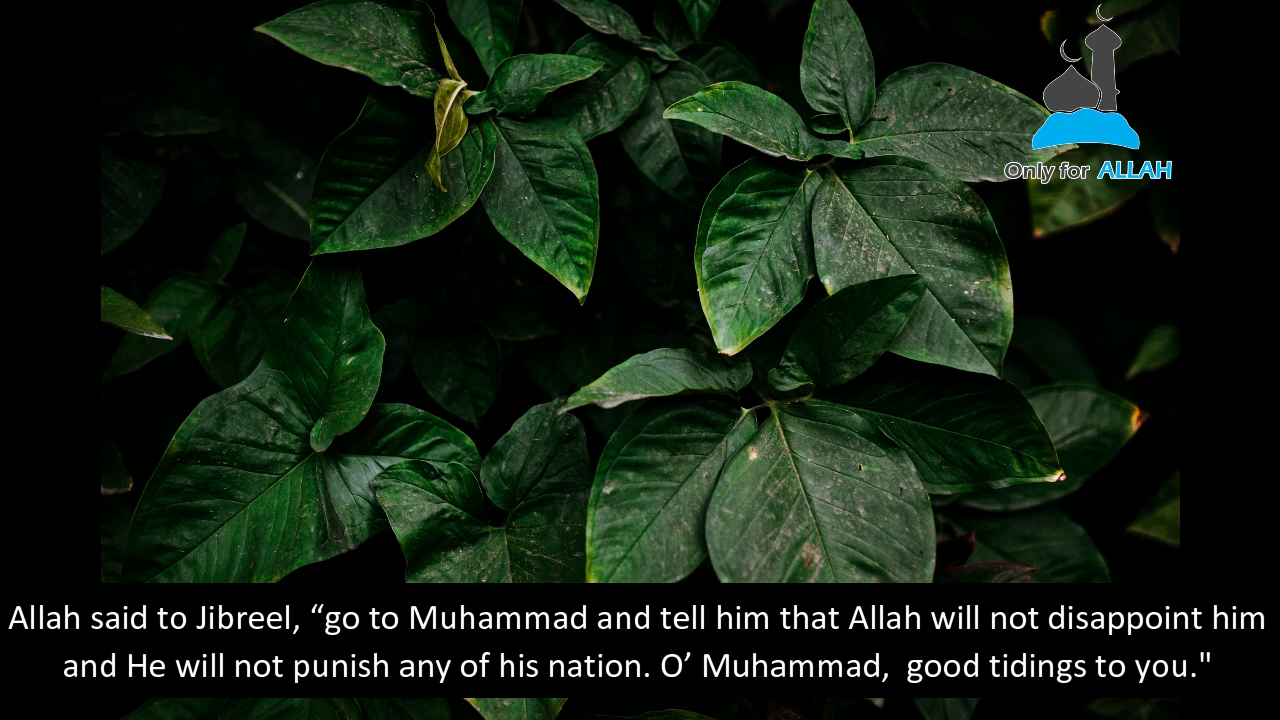 Only for ALLAH
Allah said to Jibreel, “go to Muhammad and tell him that Allah will not disappoint him
and He will not punish any of his nation. O’ Muhammad,  good tidings to you."